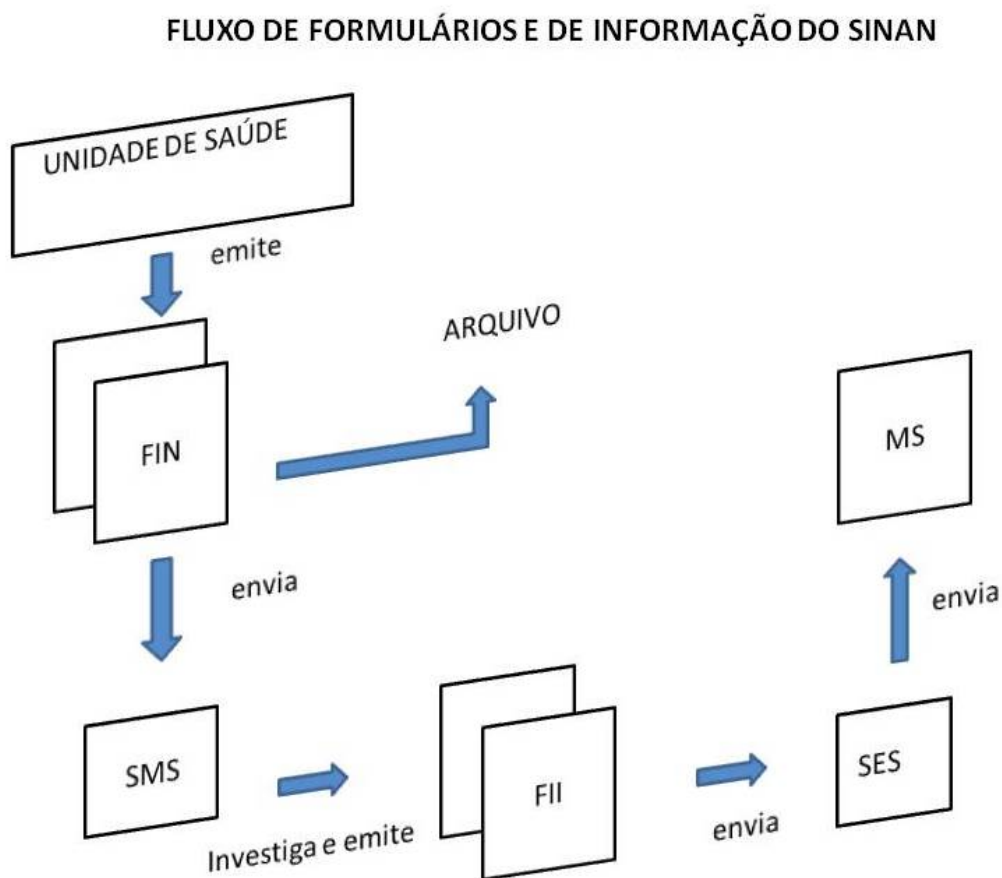 FLUXO DE FORMULÁRIOS E DE INFORMAÇÃO DO SINAN
UNIDADE DE SAÚDE
emite
ARQUIVO
FIN
MS
envia
envia
SMS
FII
SES
Investiga e emite
envia